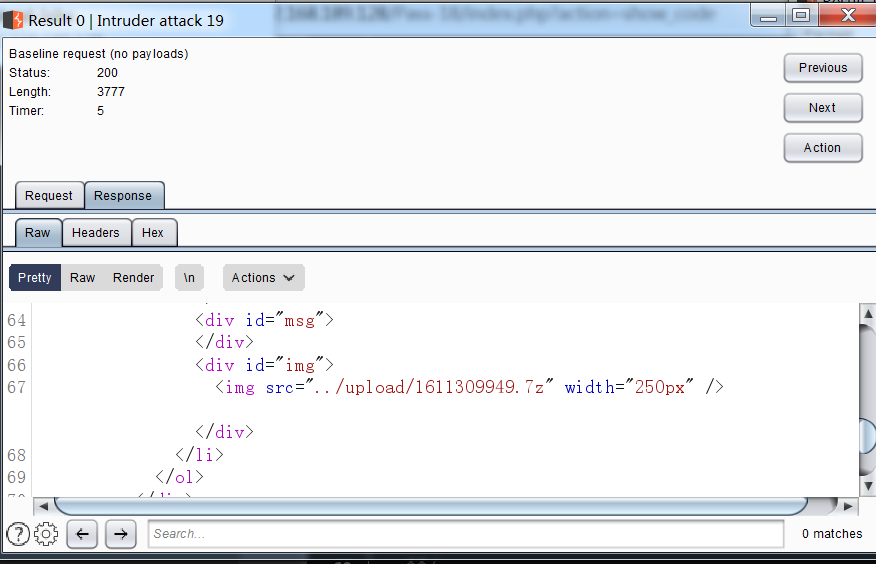 Result 0 | Intruder attack 19
Baseline request (no payloads)
Status: 200
Length: 3777
Timer: 5
Previous
Next
Action
Request Response
Raw Headers Hex
Pretty Raw Render \n Actions
64 <div id="msg">
65 </div>
66 <div id="img">
67 <img src="../upload/1611309949.7z" width="250px" />
</div>
68 </li>
69 </ol>
Search...
0 matches